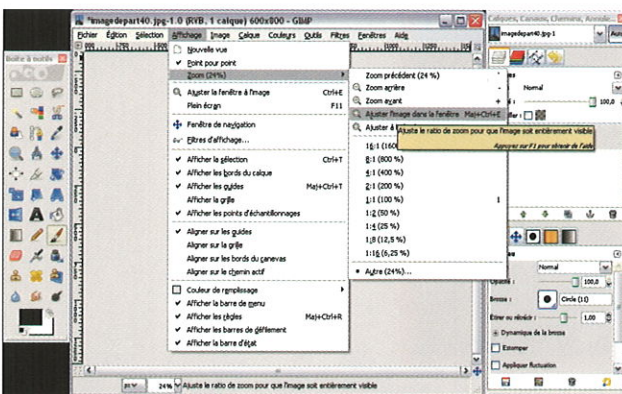 *imagedepart40.jpg-1.0 (RVB, 1 calque) 600x800 - GIMP
Fichier Édition Sélection Affichage Image Calque Couleurs Outils Filtres Fenêtres Aide
Boîte à outils
Nouvelle vue
Point pour point
Zoom (24%)
Ajuster la fenêtre à l'image Ctrl+E
Plein écran F11
Fenêtre de navigation
Filtres d'affichage...
Afficher la sélection Ctrl+T
Afficher les bords du calque
Afficher les guides Maj+Ctrl+T
Afficher la grille
Afficher les points d'échantillonnages
Aligner sur les guides
Aligner sur la grille
Aligner sur les bords du canevas
Aligner sur le chemin actif
Couleur de remplissage
Afficher la barre de menu
Afficher les règles Maj+Ctrl+R
Afficher les barres de défilement
Afficher la barre d'état
Zoom précédent (24 %)
Zoom arrière -
Zoom avant +
Ajuster l'image dans la fenêtre Maj+Ctrl+E
Ajuster à
Ajuste le ratio de zoom pour que l'image soit entièrement visible
Appuyez sur F1 pour obtenir de l'aide
16:1 (1600
8:1 (800 %)
4:1 (400 %)
2:1 (200 %)
1:1 (100 %) 1
1:2 (50 %)
1:4 (25 %)
1:8 (12,5 %)
1:16 (6,25 %)
Autre (24%)...
px 24% Ajuste le ratio de zoom pour que l'image soit entièrement visible
Calques, Canaux, Chemins, Annule...
imagedepart40.jpg-1
Normal
100,0
Normal
Opacité : 100,0
Brosse : Circle (11)
Étirer ou rétrécir : 1,00
Dynamique de la brosse
Estomper
Appliquer fluctuation